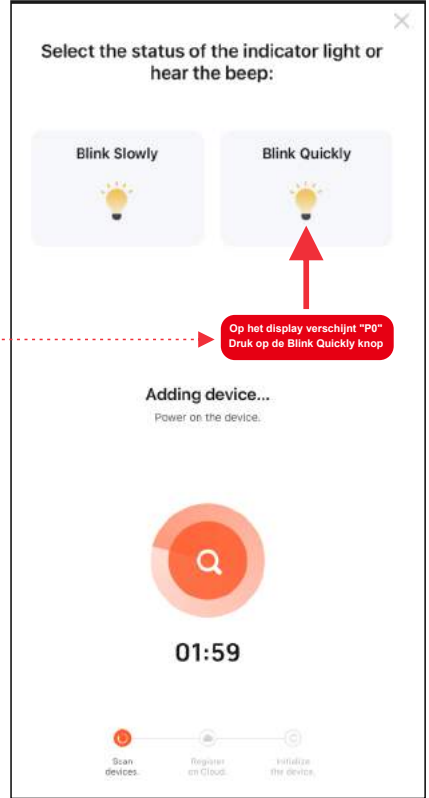 Select the status of the indicator light or
hear the beep:
Blink Slowly
Blink Quickly
Op het display verschijnt "P0"
Druk op de Blink Quickly knop
Adding device...
Power on the device.
01:59
Scan
devices.
Register
on Cloud.
Initialize
the device.